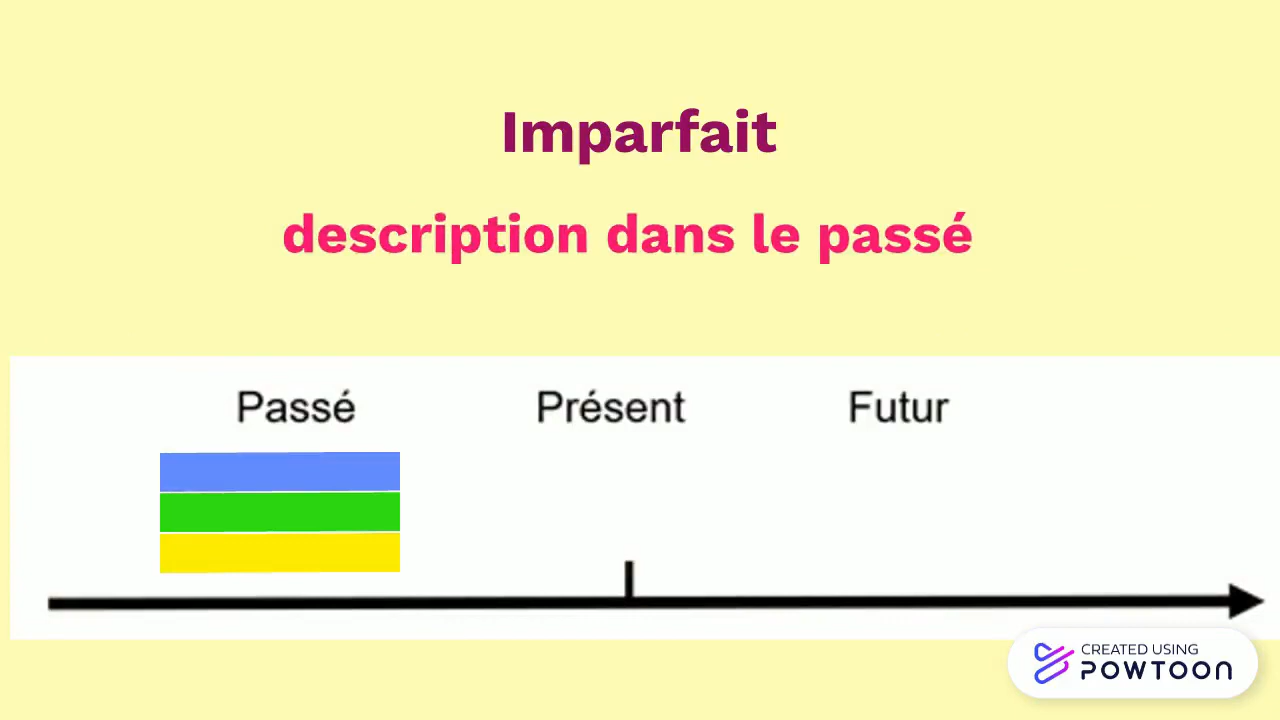 Imparfait
description dans le passé
Passé Présent Futur
CREATED USING
POWTOON